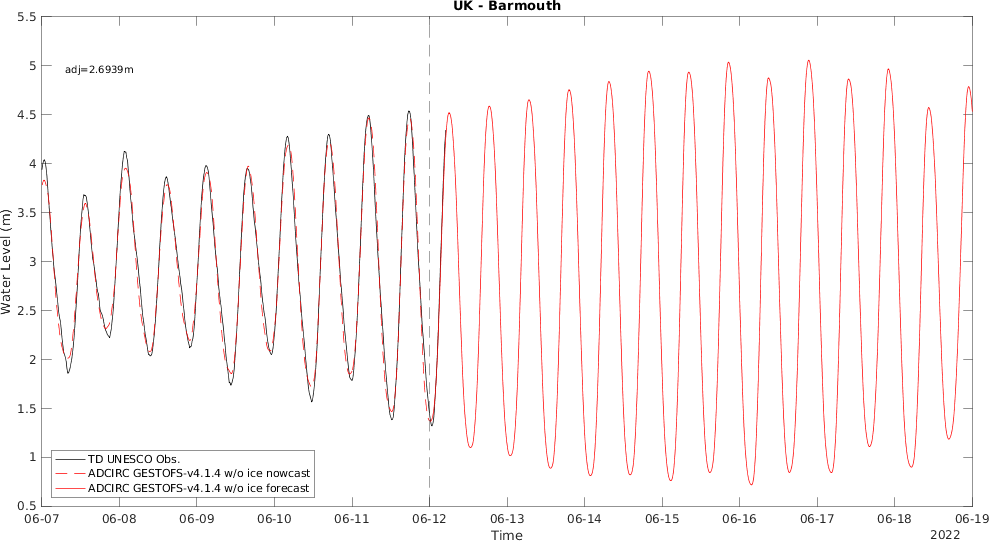 UK - Barmouth
adj=2.6939m
5.5
5
4.5
4
3.5
3
2.5
2
1.5
1
0.5
Water Level (m)
TD UNESCO Obs.
ADCIRC GESTOFS-v4.1.4 w/o ice nowcast
ADCIRC GESTOFS-v4.1.4 w/o ice forecast
06-07 06-08 06-09 06-10 06-11 06-12 06-13 06-14 06-15 06-16 06-17 06-18 06-19
Time
2022